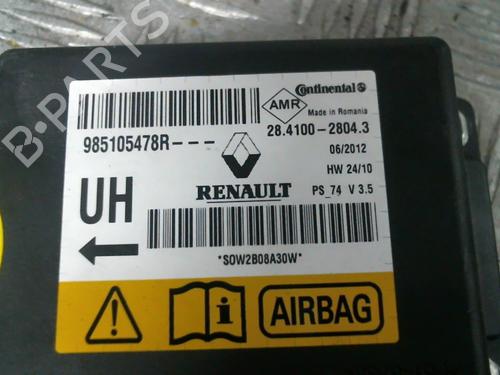 B-PARTS
Continental
AMR
Made in Romania
985105478R---
28.4100-2804.3
06/2012
HW 24/10
RENAULT
PS_74 V 3.5
UH
*SOW2B08A30W*
AIRBAG